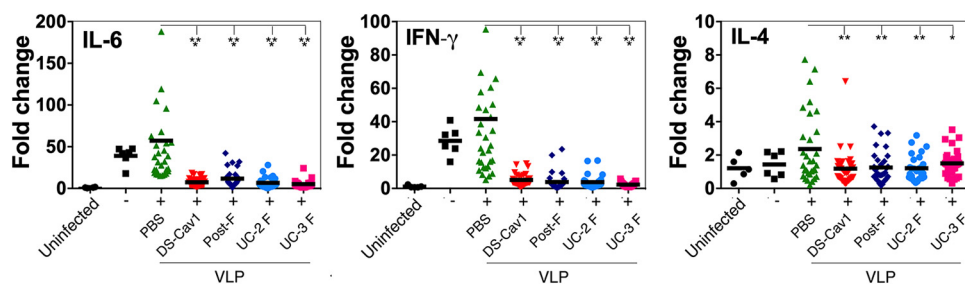 IL-6
Fold change
200
150
100
50
0
** ** ** **
** * * **
- + + + + +
Uninfected
PBS
DS-Cav1
Post-F
UC-2 F
UC-3 F
VLP
IFN-γ
Fold change
100
80
60
40
20
0
** ** ** **
* * * *
- + + + + +
Uninfected
PBS
DS-Cav1
Post-F
UC-2 F
UC-3 F
VLP
IL-4
Fold change
10
8
6
4
2
0
** ** ** *
- + + + + +
Uninfected
PBS
DS-Cav1
Post-F
UC-2 F
UC-3 F
VLP